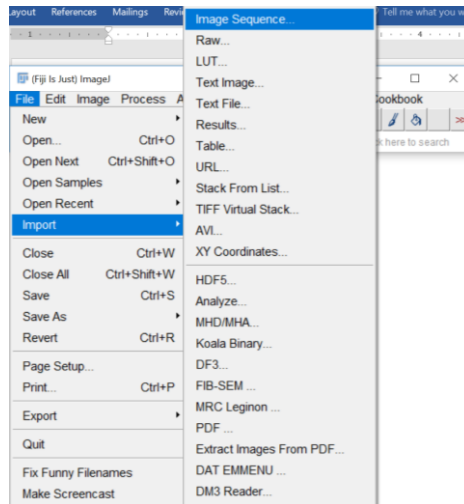 ayout References Mailings Revi
Tell me what you w
1
4
(Fiji Is Just) ImageJ
File Edit Image Process A
ookbook
k here to search
New
Open... Ctrl+O
Open Next Ctrl+Shift+O
Open Samples
Open Recent
Import
Close Ctrl+W
Close All Ctrl+Shift+W
Save Ctrl+S
Save As
Revert Ctrl+R
Page Setup...
Print... Ctrl+P
Export
Quit
Fix Funny Filenames
Make Screencast
Image Sequence...
Raw...
LUT...
Text Image...
Text File...
Results...
Table...
URL...
Stack From List...
TIFF Virtual Stack...
AVI...
XY Coordinates...
HDF5...
Analyze...
MHD/MHA...
Koala Binary...
DF3...
FIB-SEM ...
MRC Leginon ...
PDF ...
Extract Images From PDF...
DAT EMMENU ...
DM3 Reader...